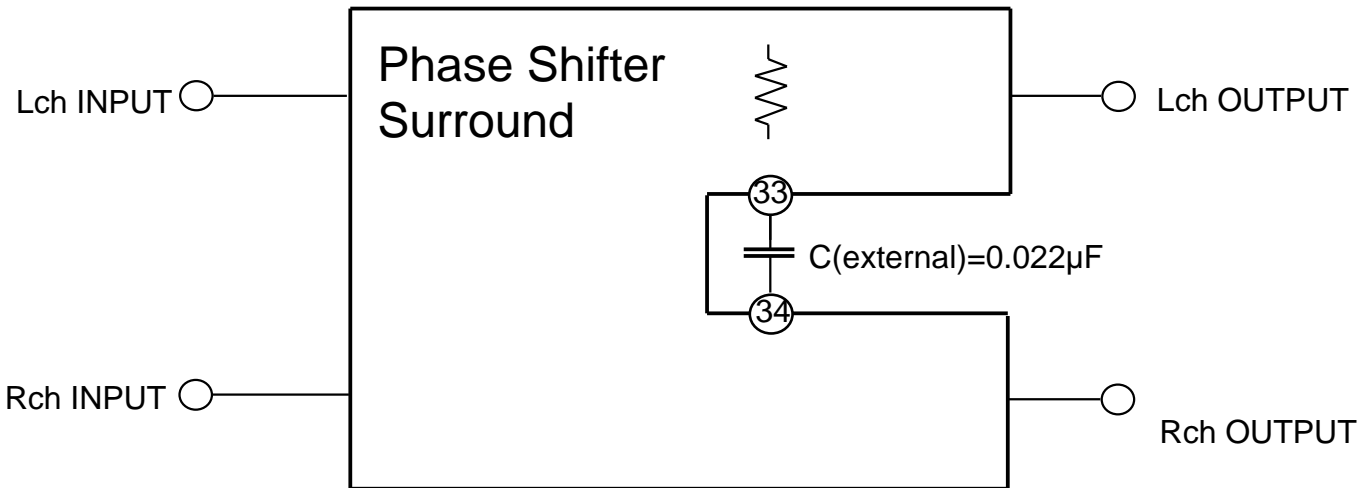 Phase Shifter
Surround
Lch INPUT
Lch OUTPUT
33
C(external)=0.022µF
34
Rch INPUT
Rch OUTPUT